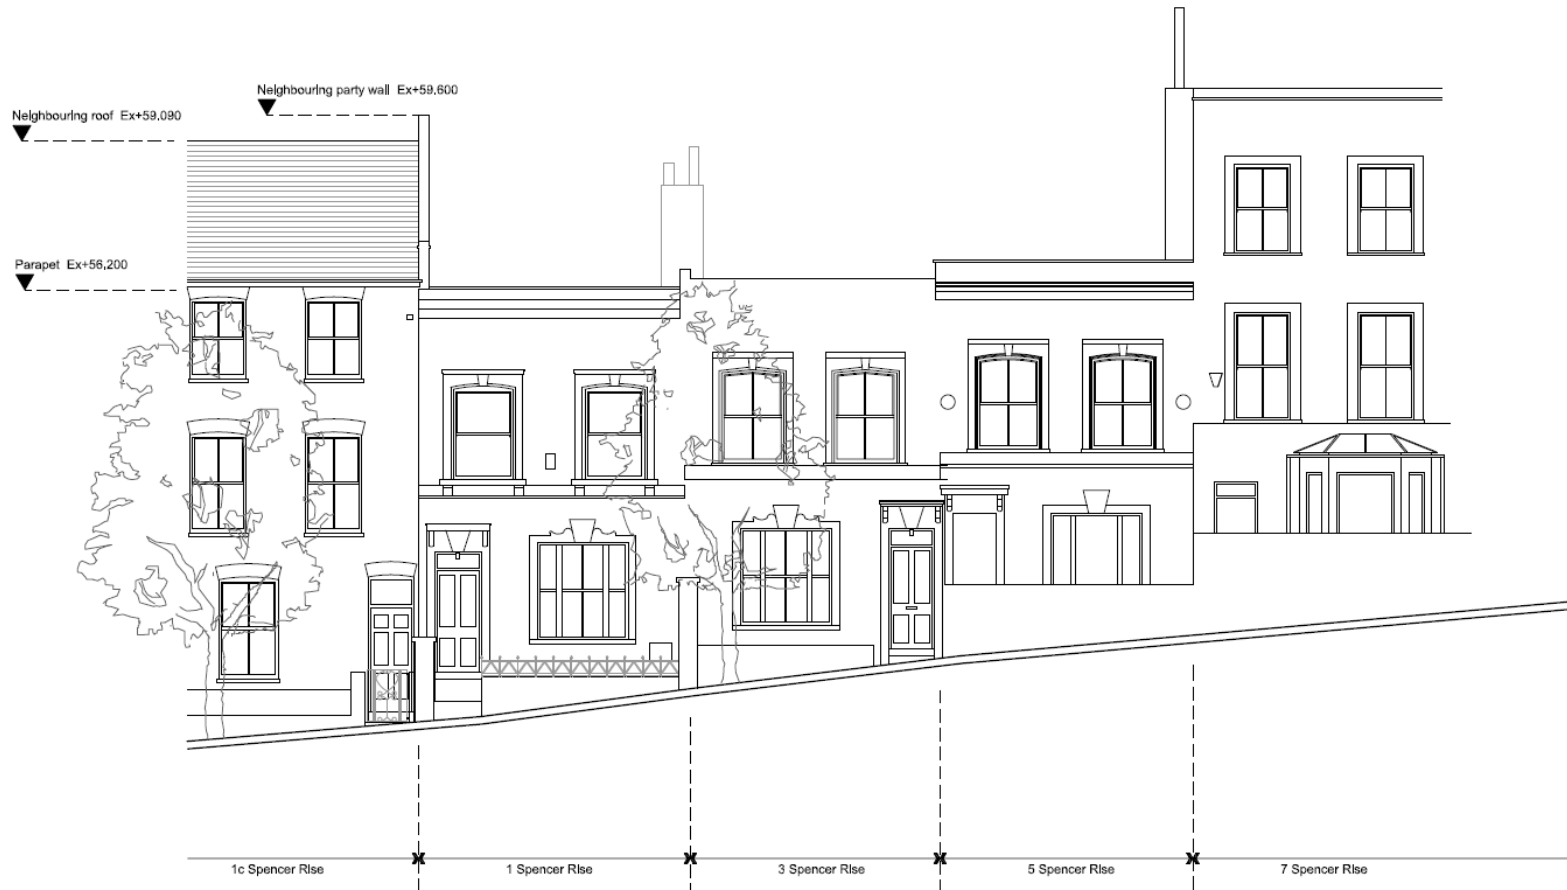 Neighbouring party wall Ex+59,600
Neighbouring roof Ex+59,090
Parapet Ex+56,200
1c Spencer Rise
1 Spencer Rise
3 Spencer Rise
5 Spencer Rise
7 Spencer Rise